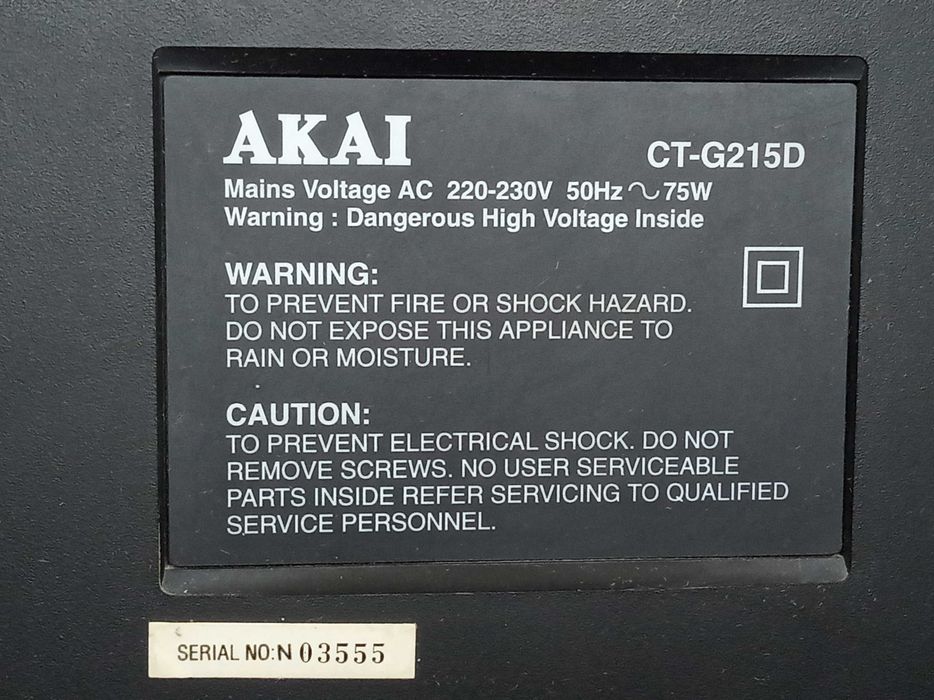 AKAI
CT-G215D
Mains Voltage AC 220-230V 50Hz ∿ 75W
Warning : Dangerous High Voltage Inside
WARNING:
TO PREVENT FIRE OR SHOCK HAZARD.
DO NOT EXPOSE THIS APPLIANCE TO
RAIN OR MOISTURE.
CAUTION:
TO PREVENT ELECTRICAL SHOCK. DO NOT
REMOVE SCREWS. NO USER SERVICEABLE
PARTS INSIDE REFER SERVICING TO QUALIFIED
SERVICE PERSONNEL.
SERIAL NO:N 03555